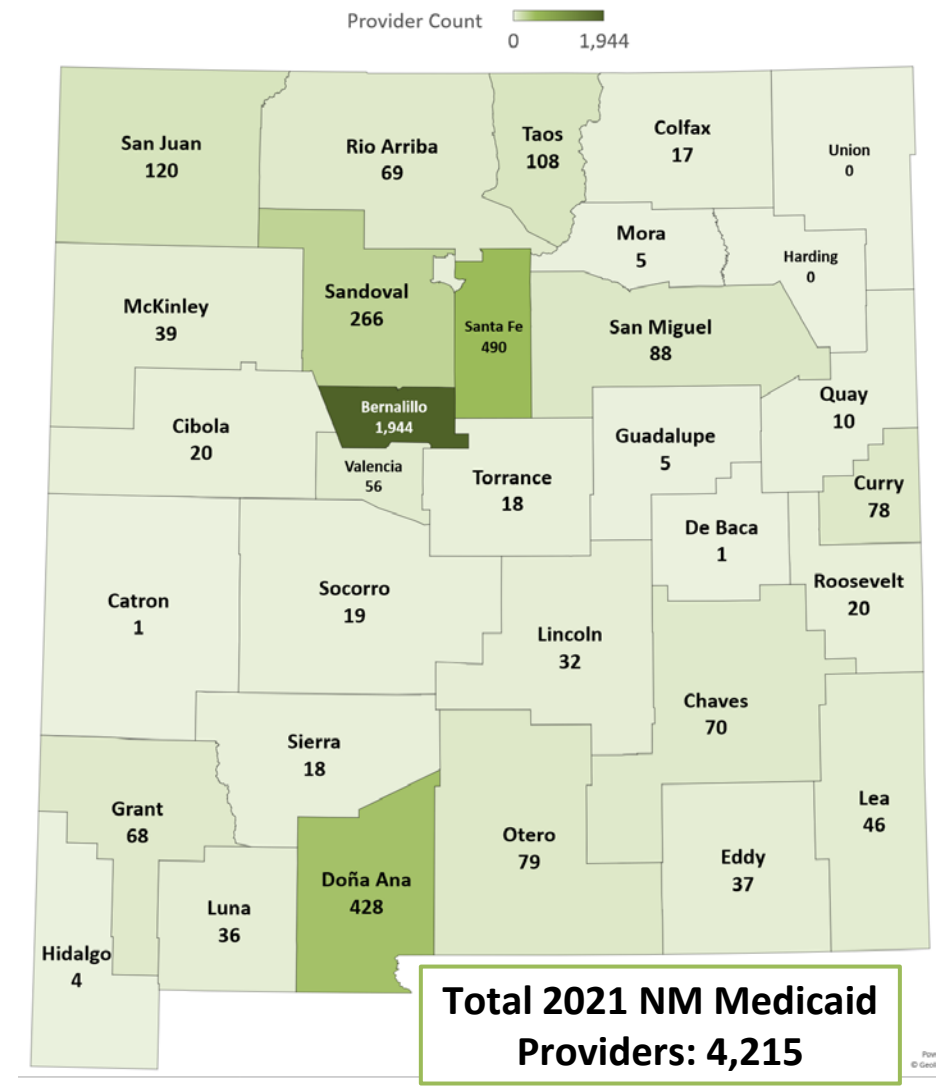 Provider Count
0
1,944
San Juan
120
Rio Arriba
69
Taos
108
Colfax
17
Union
0
Mora
5
Harding
0
McKinley
39
Sandoval
266
Santa Fe
490
San Miguel
88
Quay
10
Cibola
20
Bernalillo
1,944
Valencia
56
Guadalupe
5
Torrance
18
Curry
78
De Baca
1
Catron
1
Socorro
19
Roosevelt
20
Lincoln
32
Chaves
70
Sierra
18
Grant
68
Lea
46
Otero
79
Eddy
37
Doña Ana
428
Luna
36
Hidalgo
4
Total 2021 NM Medicaid
Providers: 4,215